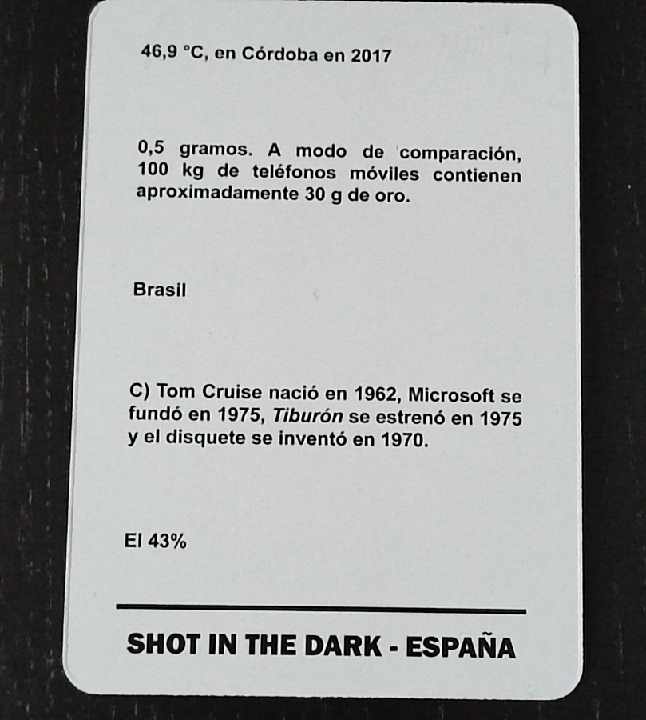 46,9 °C, en Córdoba en 2017
0,5 gramos. A modo de comparación,
100 kg de teléfonos móviles contienen
aproximadamente 30 g de oro.
Brasil
C) Tom Cruise nació en 1962, Microsoft se
fundó en 1975, Tiburón se estrenó en 1975
y el disquete se inventó en 1970.
El 43%
SHOT IN THE DARK - ESPAÑA